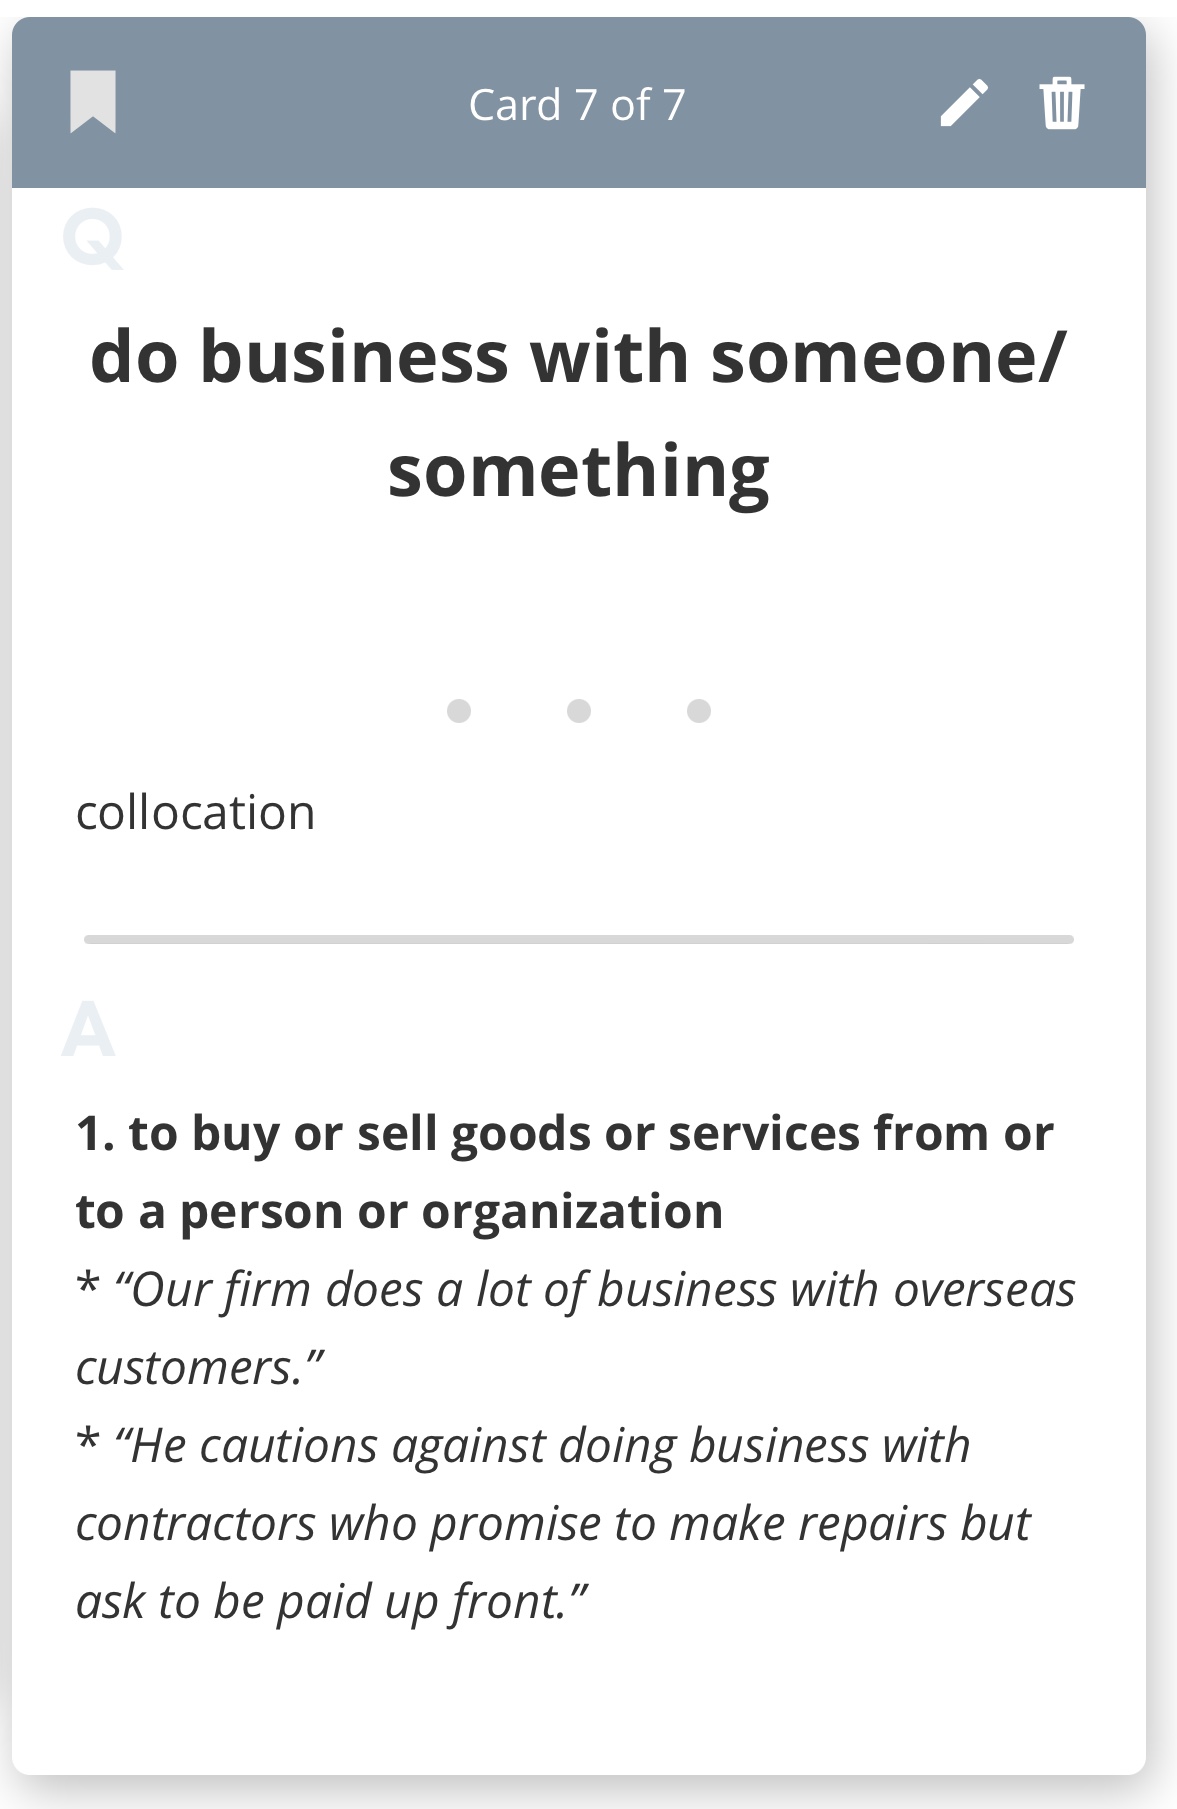 Card 7 of 7
Q
do business with someone/
something
collocation
A
1. to buy or sell goods or services from or
to a person or organization
* “Our firm does a lot of business with overseas
customers.”
* “He cautions against doing business with
contractors who promise to make repairs but
ask to be paid up front.”